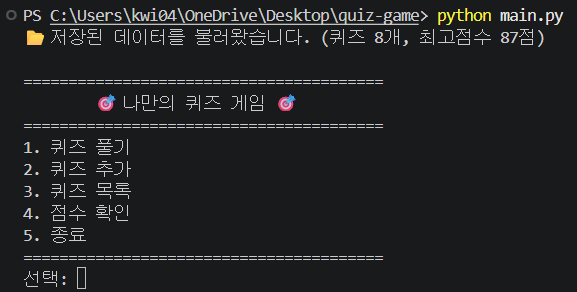 PS C:\Users\kwi04\OneDrive\Desktop\quiz-game> python main.py
📂 저장된 데이터를 불러왔습니다. (퀴즈 8개, 최고점수 87점)
========================================
🎯 나만의 퀴즈 게임 🎯
========================================
1. 퀴즈 풀기
2. 퀴즈 추가
3. 퀴즈 목록
4. 점수 확인
5. 종료
========================================
선택: